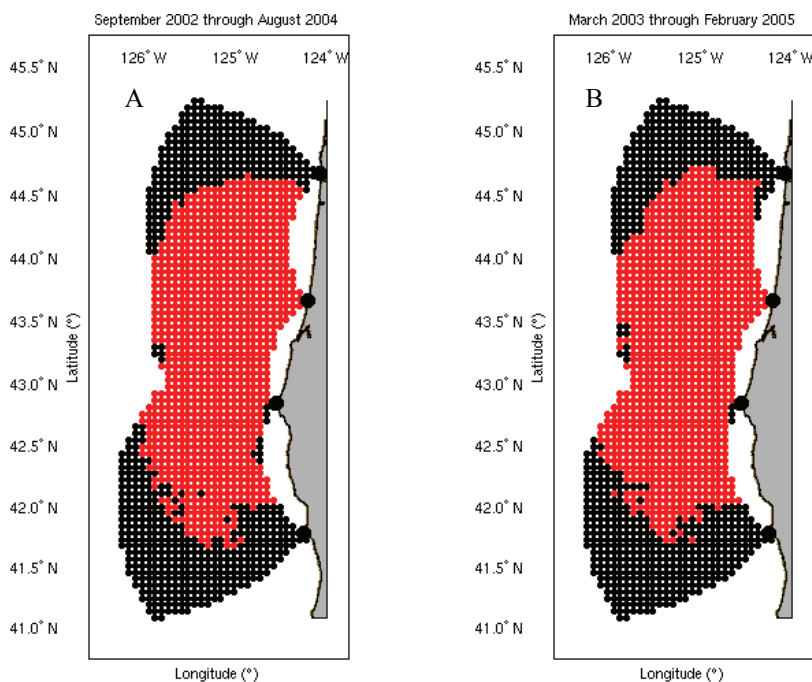 September 2002 through August 2004
126° W 125° W 124° W
A
45.5° N
45.0° N
44.5° N
44.0° N
43.5° N
43.0° N
42.5° N
42.0° N
41.5° N
41.0° N
Latitude (°)
Longitude (°)
March 2003 through February 2005
126° W 125° W 124° W
B
45.5° N
45.0° N
44.5° N
44.0° N
43.5° N
43.0° N
42.5° N
42.0° N
41.5° N
41.0° N
Latitude (°)
Longitude (°)